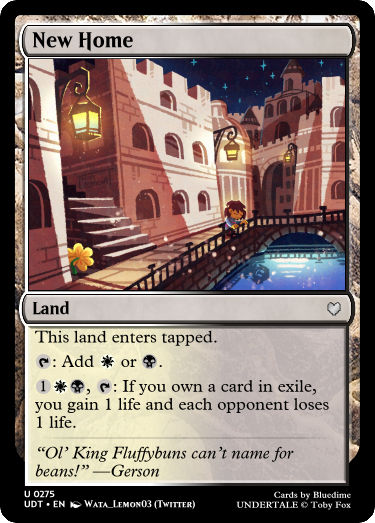 New Home
Land
This land enters tapped.
: Add or .
1 , : If you own a card in exile,
you gain 1 life and each opponent loses
1 life.
“Ol’ King Fluffybuns can’t name for
beans!” —Gerson
U 0275
UDT • EN Wata_Lemon03 (Twitter)
Cards by Bluedime
UNDERTALE © Toby Fox